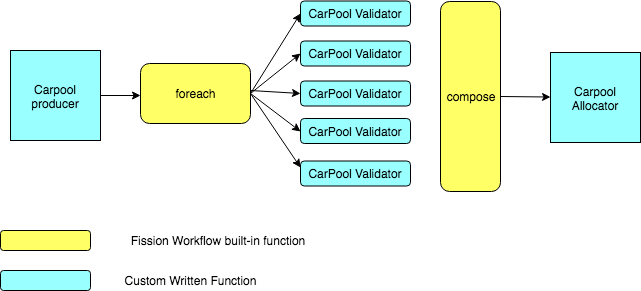 Carpool
producer
foreach
CarPool Validator
CarPool Validator
CarPool Validator
CarPool Validator
CarPool Validator
compose
Carpool
Allocator
Fission Workflow built-in function
Custom Written Function